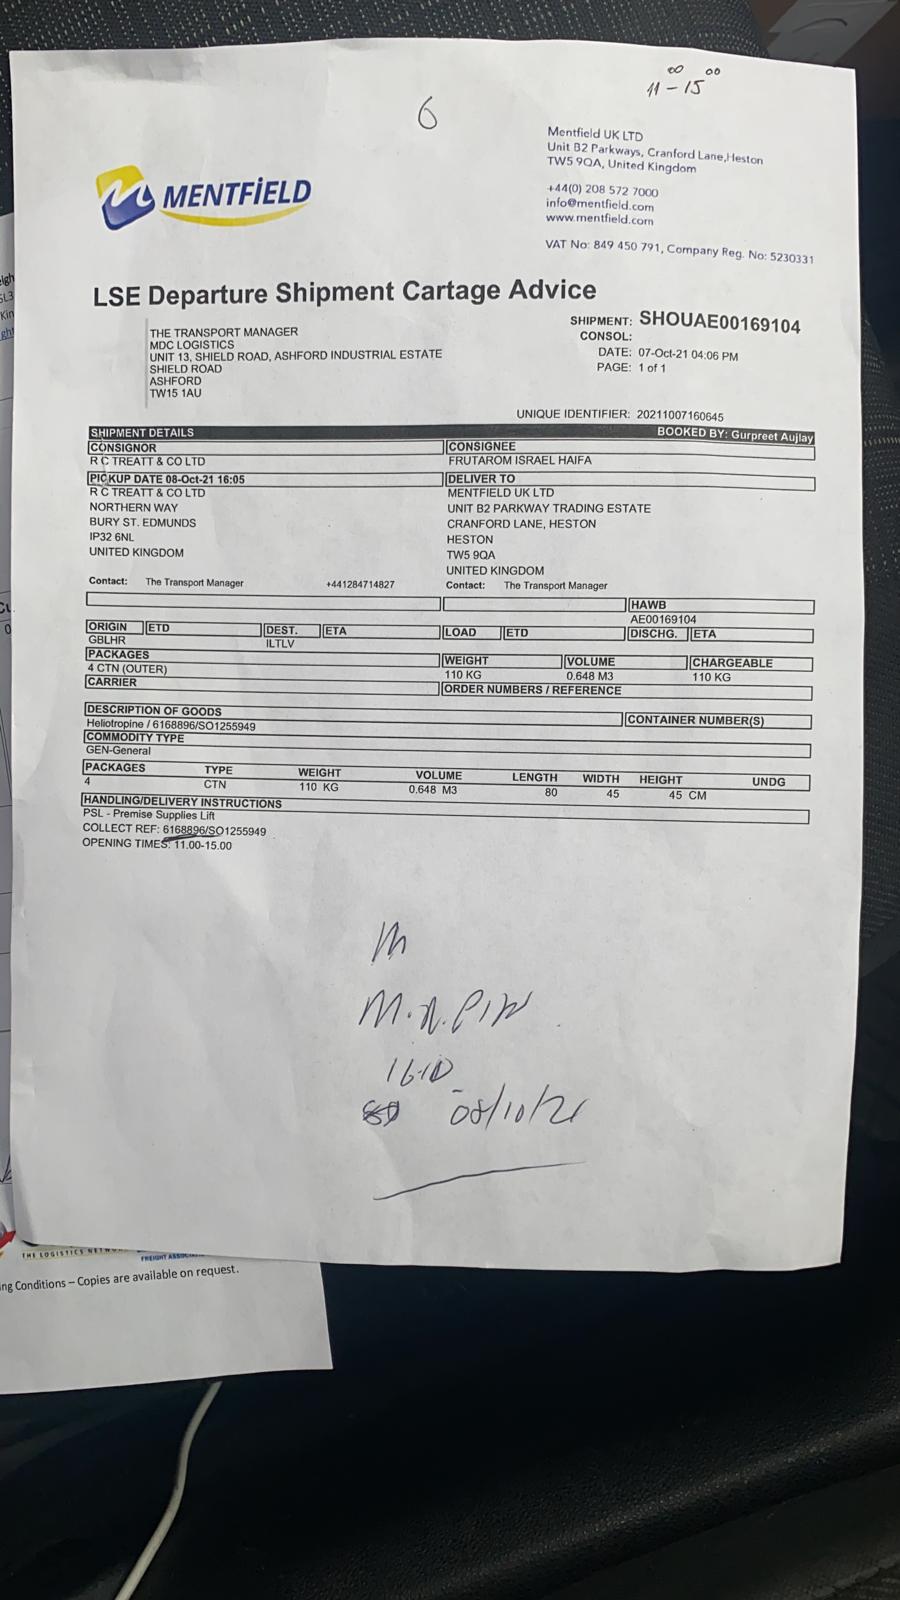 11 00 - 15 00
6
Mentfield UK LTD
Unit B2 Parkways, Cranford Lane,Heston
TW5 9QA, United Kingdom
+44(0) 208 572 7000
info@mentfield.com
www.mentfield.com
VAT No: 849 450 791, Company Reg. No: 5230331
MENTFiELD
LSE Departure Shipment Cartage Advice
THE TRANSPORT MANAGER
MDC LOGISTICS
UNIT 13, SHIELD ROAD, ASHFORD INDUSTRIAL ESTATE
SHIELD ROAD
ASHFORD
TW15 1AU
SHIPMENT: SHOUAE00169104
CONSOL:
DATE: 07-Oct-21 04:06 PM
PAGE: 1 of 1
UNIQUE IDENTIFIER: 20211007160645
SHIPMENT DETAILS BOOKED BY: Gurpreet Aujlay
CONSIGNOR CONSIGNEE
R C TREATT & CO LTD FRUTAROM ISRAEL HAIFA
PICKUP DATE 08-Oct-21 16:05 DELIVER TO
R C TREATT & CO LTD MENTFIELD UK LTD
NORTHERN WAY UNIT B2 PARKWAY TRADING ESTATE
BURY ST. EDMUNDS CRANFORD LANE, HESTON
IP32 6NL HESTON
UNITED KINGDOM TW5 9QA
UNITED KINGDOM
Contact: The Transport Manager +441284714827 Contact: The Transport Manager
HAWB
AE00169104
ORIGIN ETD DEST. ETA LOAD ETD DISCHG. ETA
GBLHR ILTLV
PACKAGES WEIGHT VOLUME CHARGEABLE
4 CTN (OUTER) 110 KG 0.648 M3 110 KG
CARRIER ORDER NUMBERS / REFERENCE
DESCRIPTION OF GOODS CONTAINER NUMBER(S)
Heliotropine / 6168896/SO1255949
COMMODITY TYPE
GEN-General
PACKAGES TYPE WEIGHT VOLUME LENGTH WIDTH HEIGHT UNDG
4 CTN 110 KG 0.648 M3 80 45 45 CM
HANDLING/DELIVERY INSTRUCTIONS
PSL - Premise Supplies Lift
COLLECT REF: 6168896/SO1255949
OPENING TIMES: 11.00-15.00
08/10/21
THE LOGISTICS
FREIGHT
ing Conditions – Copies are available on request.